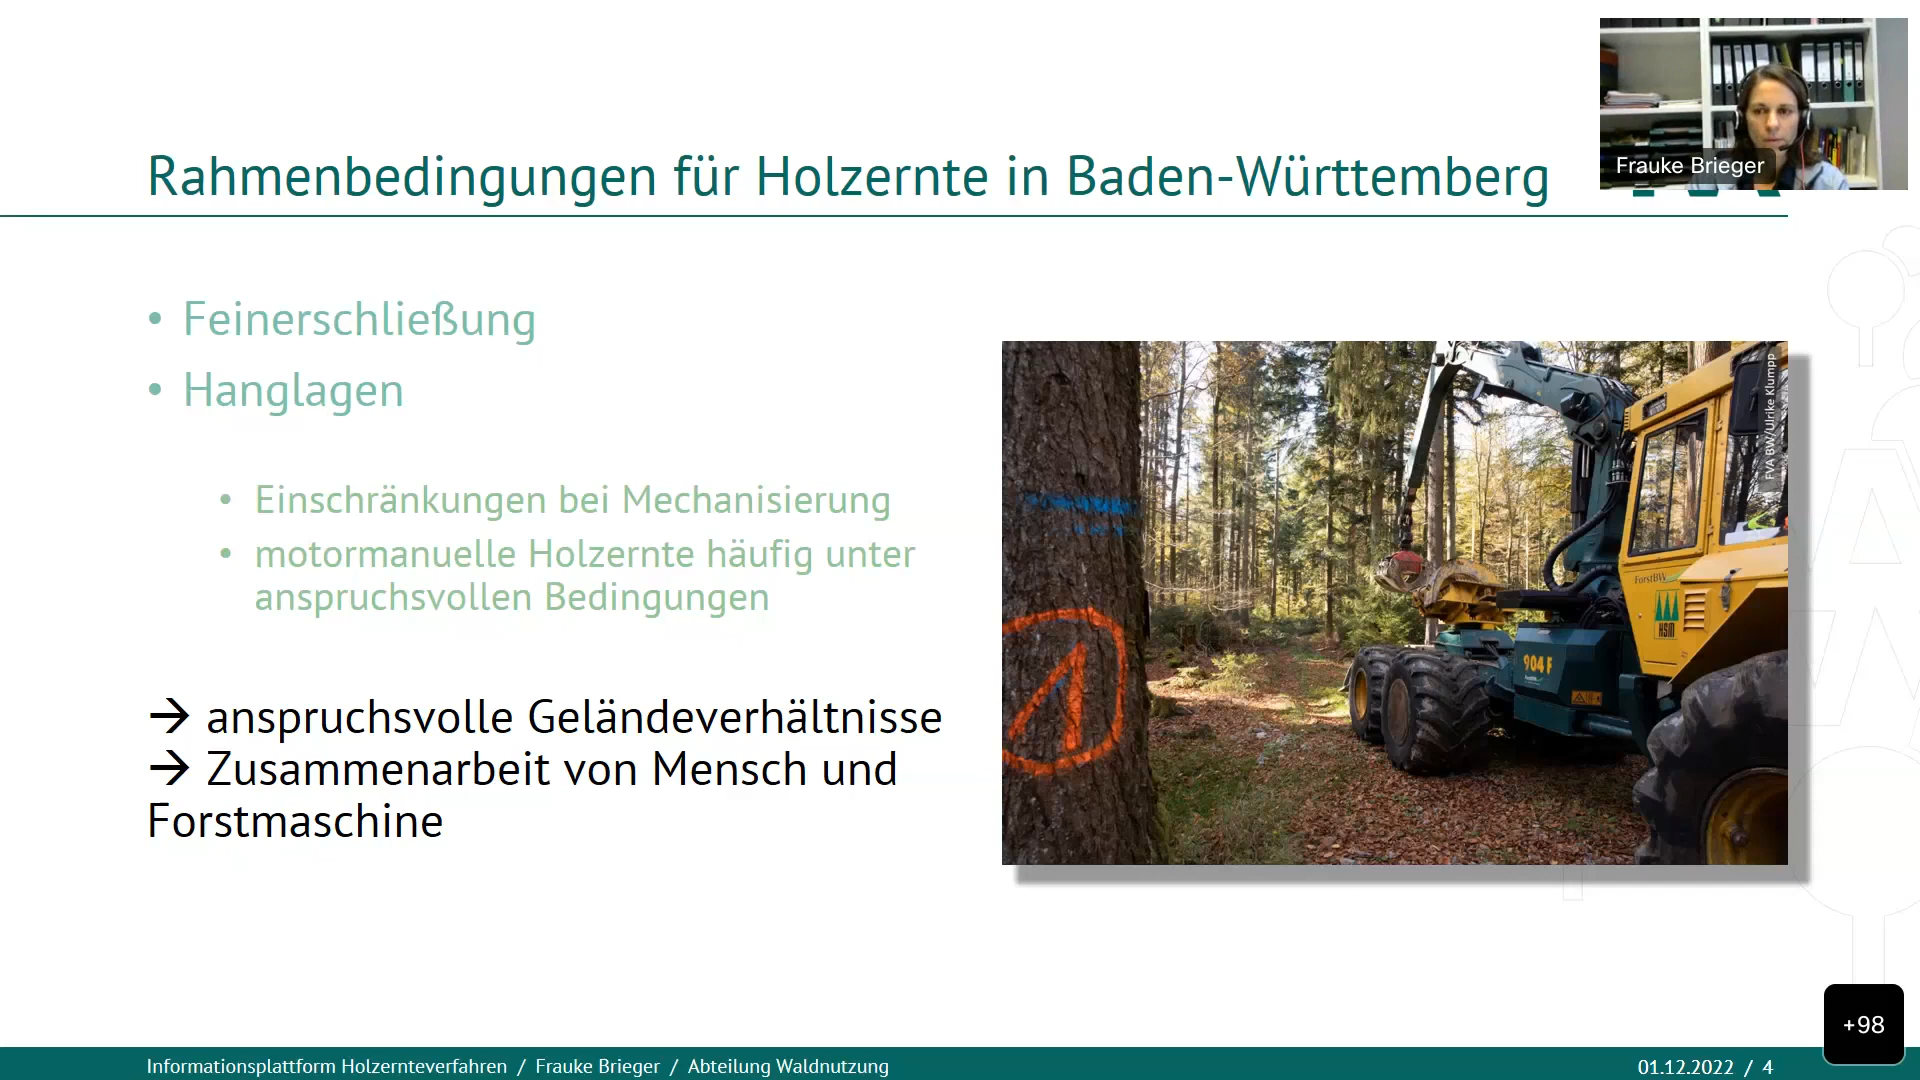 Rahmenbedingungen für Holzernte in Baden-Württemberg
Frauke Brieger
• Feinerschließung
• Hanglagen
• Einschränkungen bei Mechanisierung
• motormanuelle Holzernte häufig unter
anspruchsvollen Bedingungen
→ anspruchsvolle Geländeverhältnisse
→ Zusammenarbeit von Mensch und
Forstmaschine
FVA BW/Ulrike Klumpp
ForstBW
HSM
904 F
1
+98
Informationsplattform Holzernteverfahren / Frauke Brieger / Abteilung Waldnutzung
01.12.2022 / 4